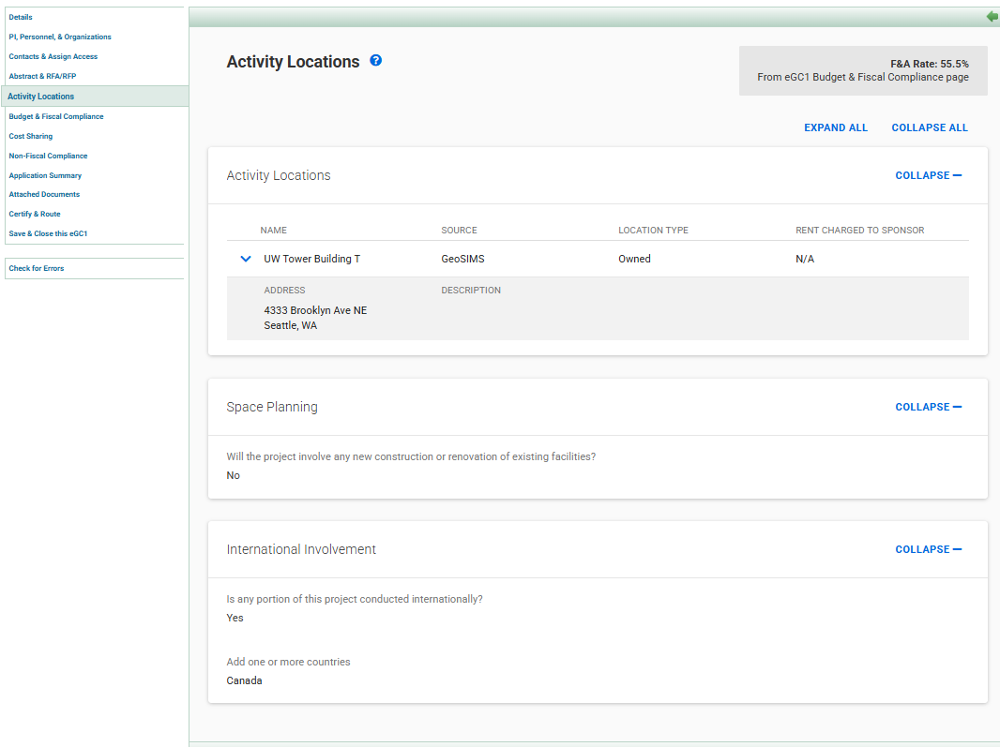 Details
PI, Personnel, & Organizations
Contacts & Assign Access
Abstract & RFA/RFP
Activity Locations
Budget & Fiscal Compliance
Cost Sharing
Non-Fiscal Compliance
Application Summary
Attached Documents
Certify & Route
Save & Close this eGC1
Check for Errors
Activity Locations ?
F&A Rate: 55.5%
From eGC1 Budget & Fiscal Compliance page
EXPAND ALL COLLAPSE ALL
Activity Locations COLLAPSE
NAME SOURCE LOCATION TYPE RENT CHARGED TO SPONSOR
UW Tower Building T GeoSIMS Owned N/A
ADDRESS DESCRIPTION
4333 Brooklyn Ave NE
Seattle, WA
Space Planning COLLAPSE
Will the project involve any new construction or renovation of existing facilities?
No
International Involvement COLLAPSE
Is any portion of this project conducted internationally?
Yes
Add one or more countries
Canada